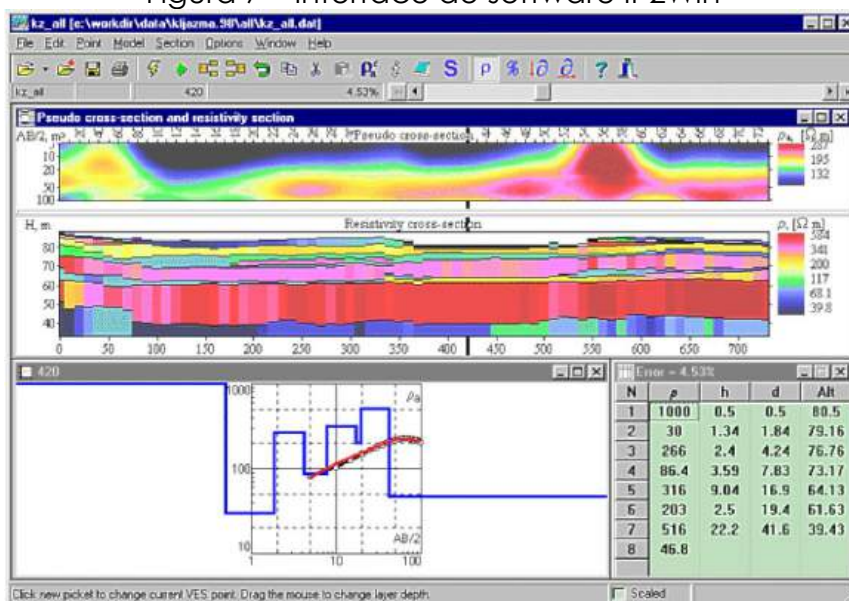 Figura 7 - Interface do software IPI2Win
kz_all [e:\workdir\data\kljazma.98\all\kz_all.dat]
File Edit Point Model Section Options Window Help
kz_all 420 4.53%
Pseudo cross-section and resistivity section
AB/2, m
Pseudo cross-section
ρa, [Ω m]
10
20
50
100
287
195
132
H, m
Resistivity cross-section
ρ, [Ω m]
80
70
60
50
40
584
341
200
117
68.1
39.8
0 50 100 150 200 250 300 350 400 450 500 550 600 650 700
420
1000
ρa
100
10
AB/2
1 10 100
Error = 4.53%
N ρ h d Alt
1 1000 0.5 0.5 80.5
2 30 1.34 1.84 79.16
3 266 2.4 4.24 76.76
4 86.4 3.59 7.83 73.17
5 316 9.04 16.9 64.13
6 203 2.5 19.4 61.63
7 516 22.2 41.6 39.43
8 46.8
Click new picket to change current VES point. Drag the mouse to change layer depth.
Scaled